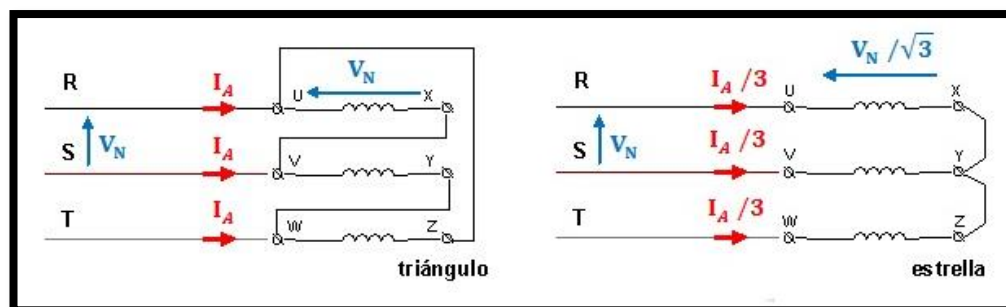 R
I_A
U
V_N
X
V_N
S
I_A
V
Y
T
I_A
W
Z
triángulo
V_N /√3
R
I_A /3
U
X
V_N
S
I_A /3
V
Y
T
I_A /3
W
Z
estrella